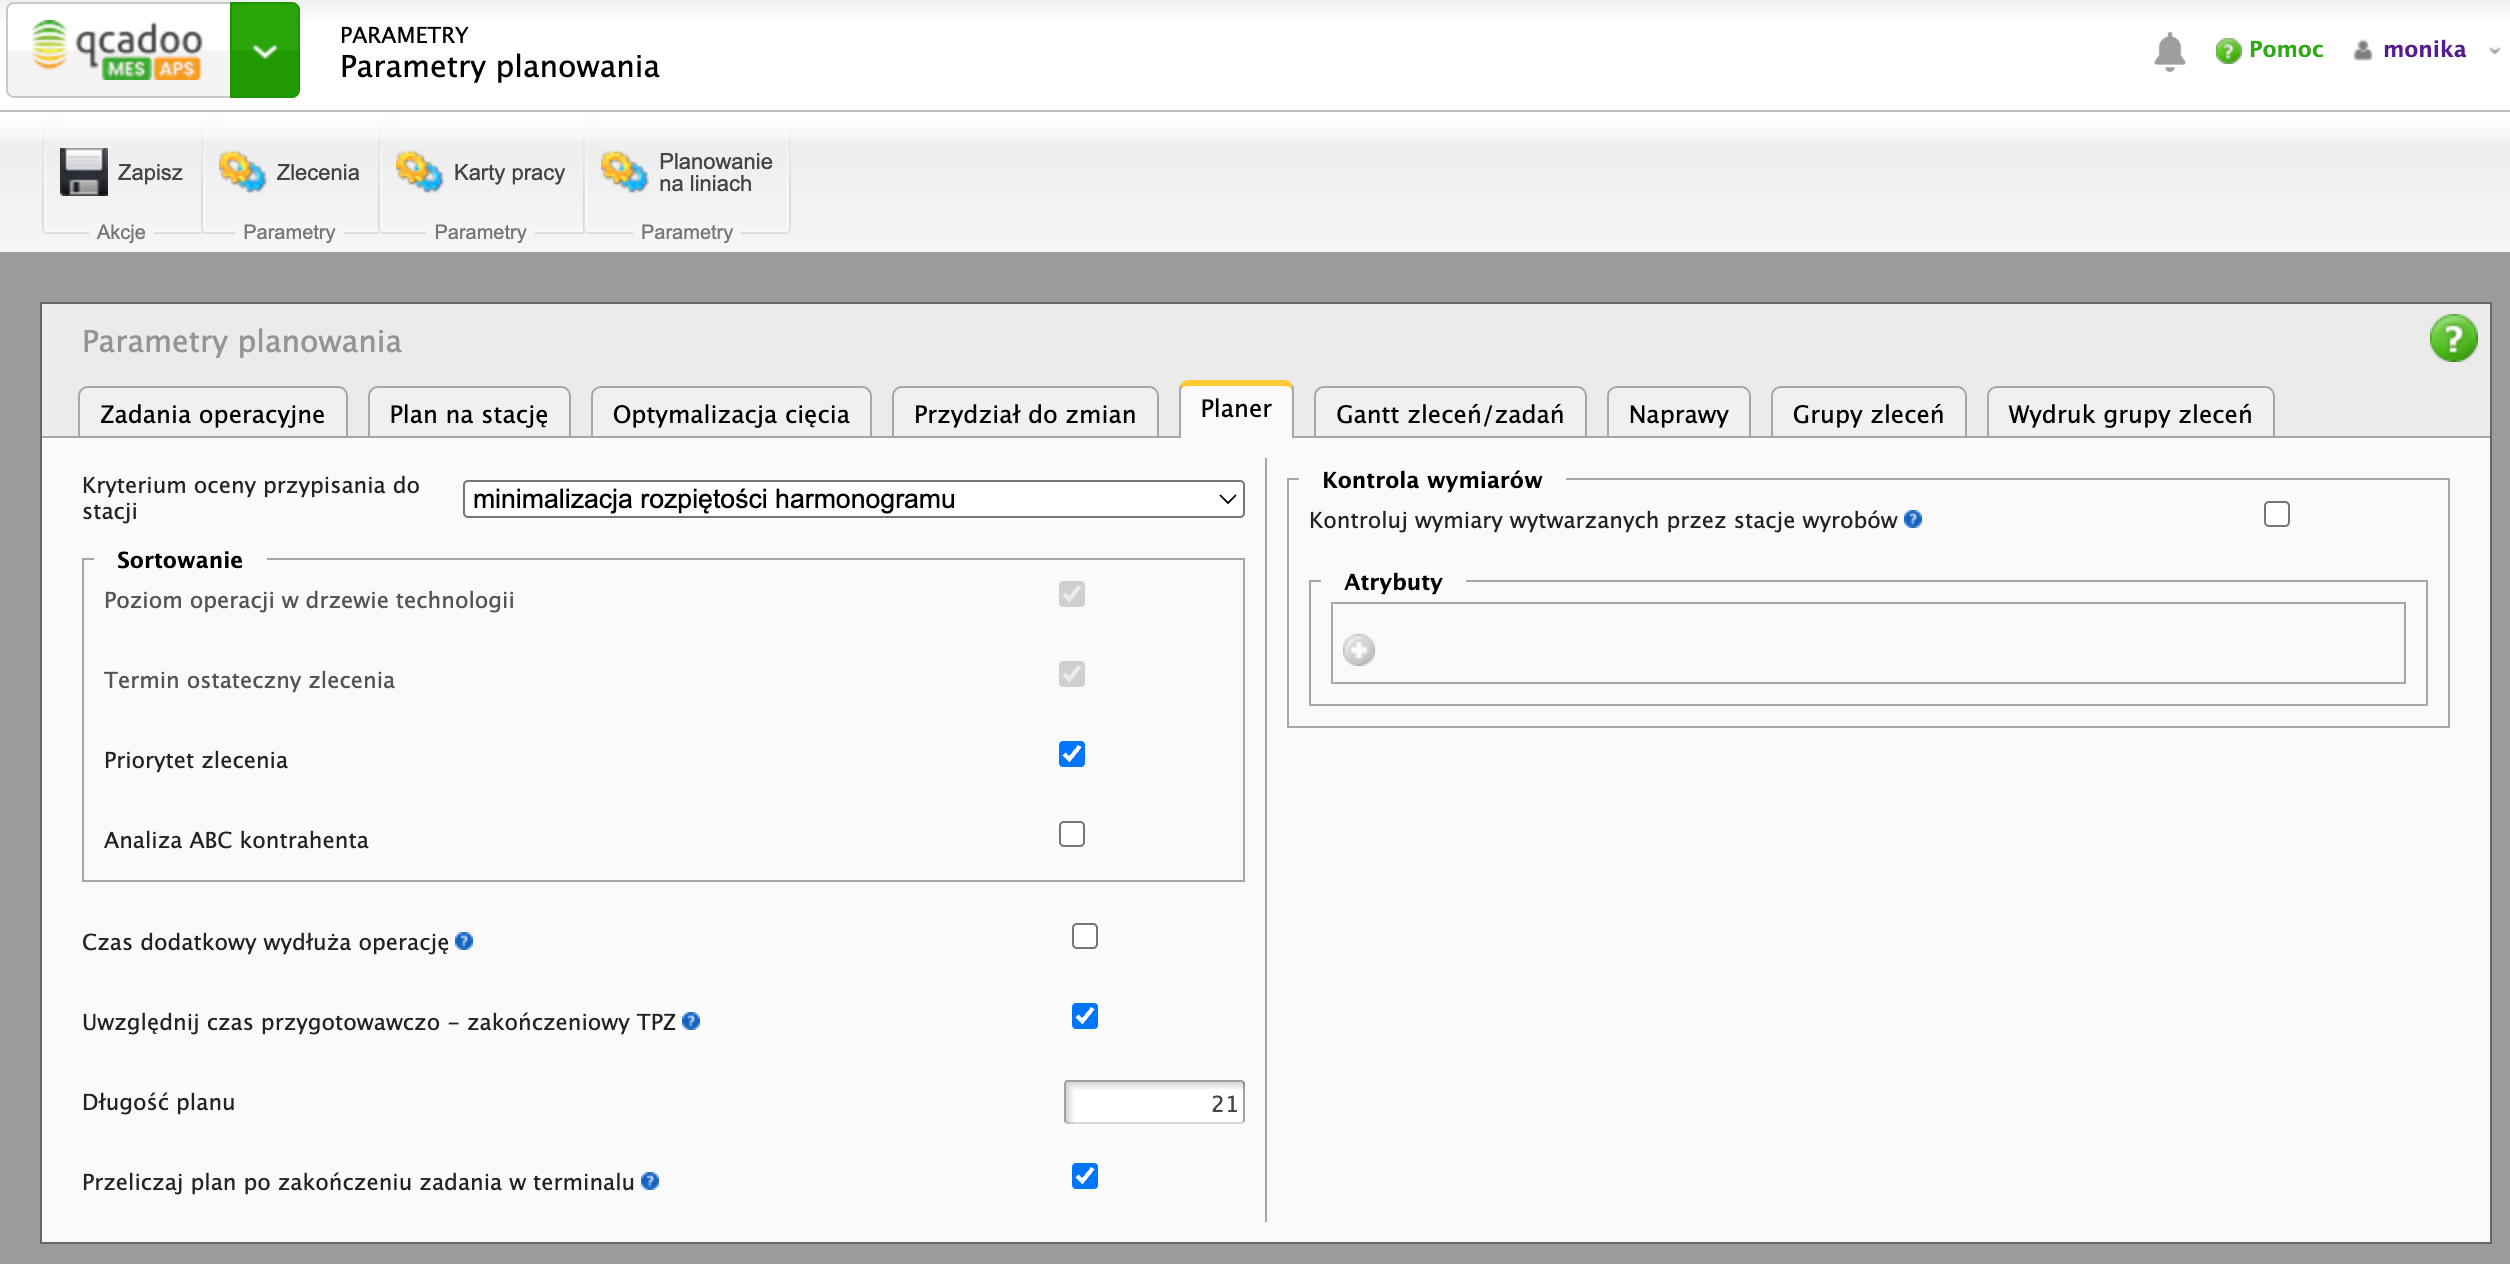 qcadoo
MES APS
PARAMETRY
Parametry planowania
Pomoc
monika
Zapisz
Akcje
Zlecenia
Parametry
Karty pracy
Parametry
Planowanie
na liniach
Parametry
Parametry planowania
Zadania operacyjne
Plan na stację
Optymalizacja cięcia
Przydział do zmian
Planer
Gantt zleceń/zadań
Naprawy
Grupy zleceń
Wydruk grupy zleceń
Kryterium oceny przypisania do
stacji
minimalizacja rozpiętości harmonogramu
Sortowanie
Poziom operacji w drzewie technologii
Termin ostateczny zlecenia
Priorytet zlecenia
Analiza ABC kontrahenta
Czas dodatkowy wydłuża operację
Uwzględnij czas przygotowawczo – zakończeniowy TPZ
Długość planu
21
Przeliczaj plan po zakończeniu zadania w terminalu
Kontrola wymiarów
Kontroluj wymiary wytwarzanych przez stacje wyrobów
Atrybuty